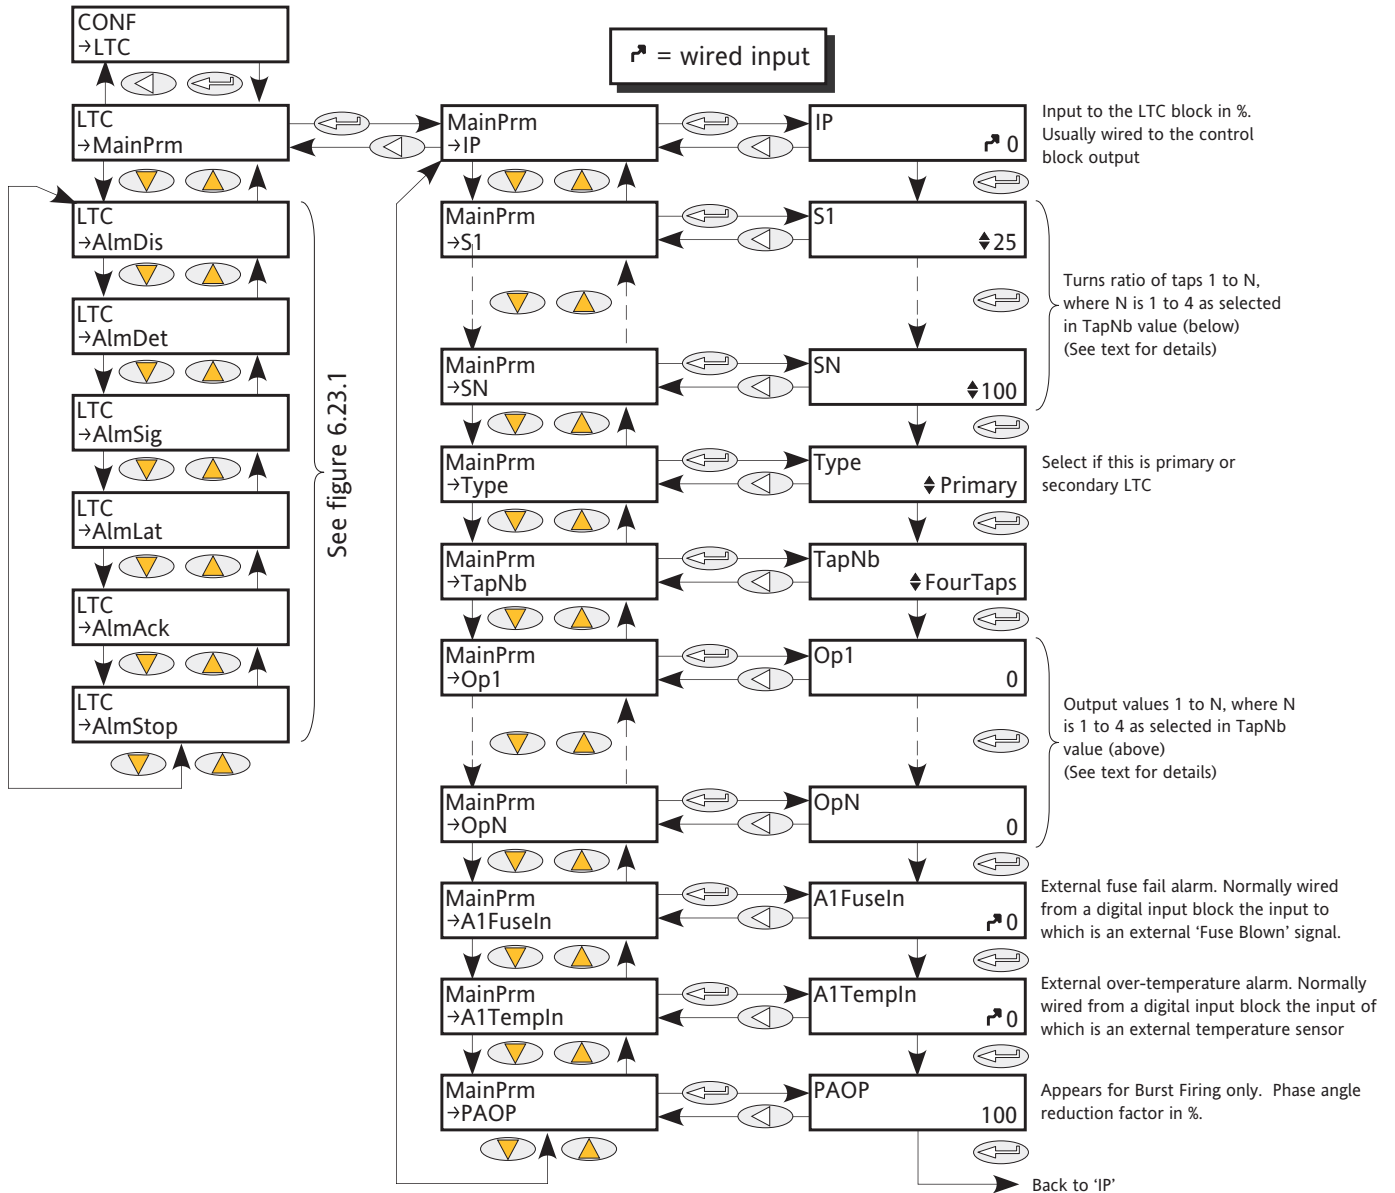 CONF
→LTC
= wired input
LTC
→MainPrm
MainPrm
→IP
IP
0
Input to the LTC block in %.
Usually wired to the control
block output
LTC
→AlmDis
LTC
→AlmDet
LTC
→AlmSig
LTC
→AlmLat
LTC
→AlmAck
LTC
→AlmStop
See figure 6.23.1
MainPrm
→S1
S1
25
Turns ratio of taps 1 to N,
where N is 1 to 4 as selected
in TapNb value (below)
(See text for details)
MainPrm
→SN
SN
100
MainPrm
→Type
Type
Primary
Select if this is primary or
secondary LTC
MainPrm
→TapNb
TapNb
FourTaps
MainPrm
→Op1
Op1
0
Output values 1 to N, where N
is 1 to 4 as selected in TapNb
value (above)
(See text for details)
MainPrm
→OpN
OpN
0
MainPrm
→A1FuseIn
A1FuseIn
0
External fuse fail alarm. Normally wired
from a digital input block the input to
which is an external ‘Fuse Blown’ signal.
MainPrm
→A1TempIn
A1TempIn
0
External over-temperature alarm. Normally
wired from a digital input block the input of
which is an external temperature sensor
MainPrm
→PAOP
PAOP
100
Appears for Burst Firing only. Phase angle
reduction factor in %.
Back to ‘IP’